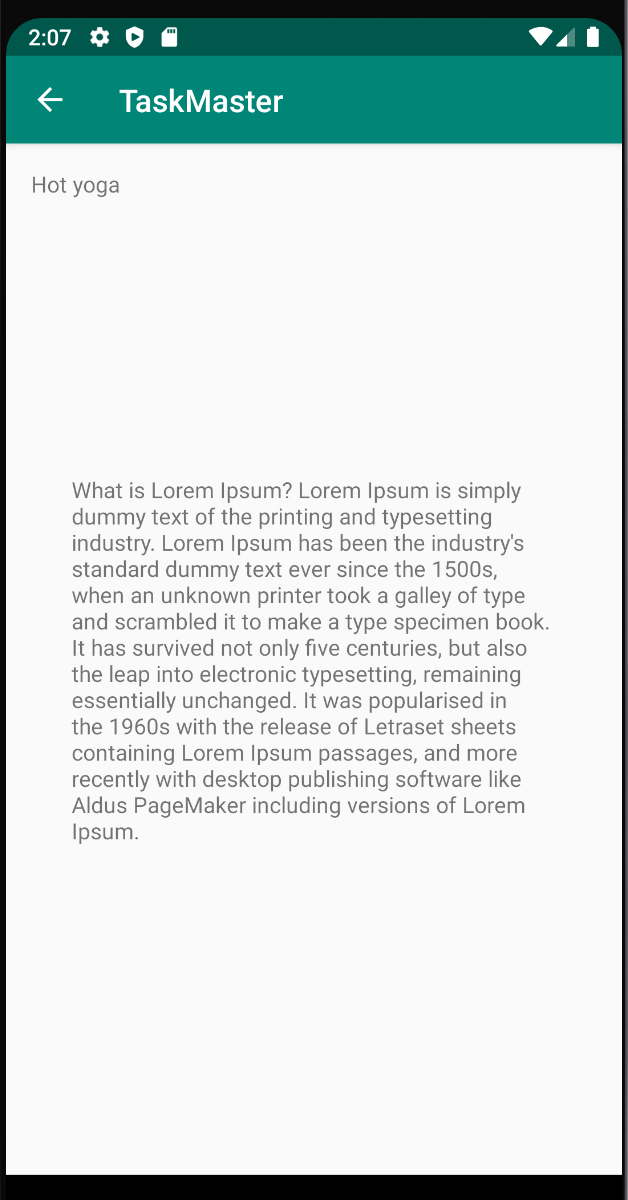 2:07
TaskMaster
Hot yoga
What is Lorem Ipsum? Lorem Ipsum is simply
dummy text of the printing and typesetting
industry. Lorem Ipsum has been the industry's
standard dummy text ever since the 1500s,
when an unknown printer took a galley of type
and scrambled it to make a type specimen book.
It has survived not only five centuries, but also
the leap into electronic typesetting, remaining
essentially unchanged. It was popularised in
the 1960s with the release of Letraset sheets
containing Lorem Ipsum passages, and more
recently with desktop publishing software like
Aldus PageMaker including versions of Lorem
Ipsum.